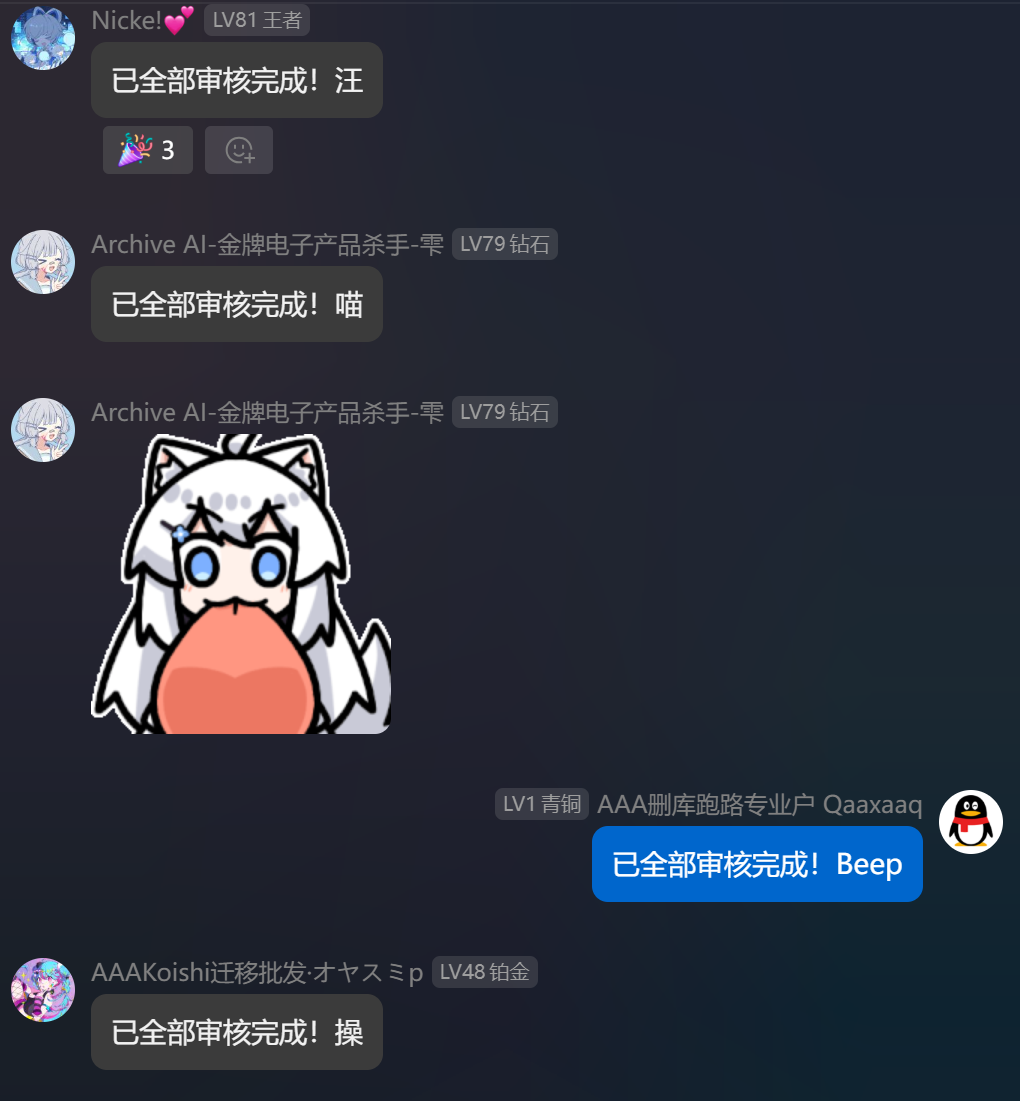 Nicke!💕 LV81 王者
已全部审核完成！汪
🎉 3
Archive AI-金牌电子产品杀手-雫 LV79 钻石
已全部审核完成！喵
Archive AI-金牌电子产品杀手-雫 LV79 钻石
LV1 青铜 AAA删库跑路专业户 Qaaxaaq
已全部审核完成！Beep
AAAKoishi迁移批发·オヤスミp LV48 铂金
已全部审核完成！操